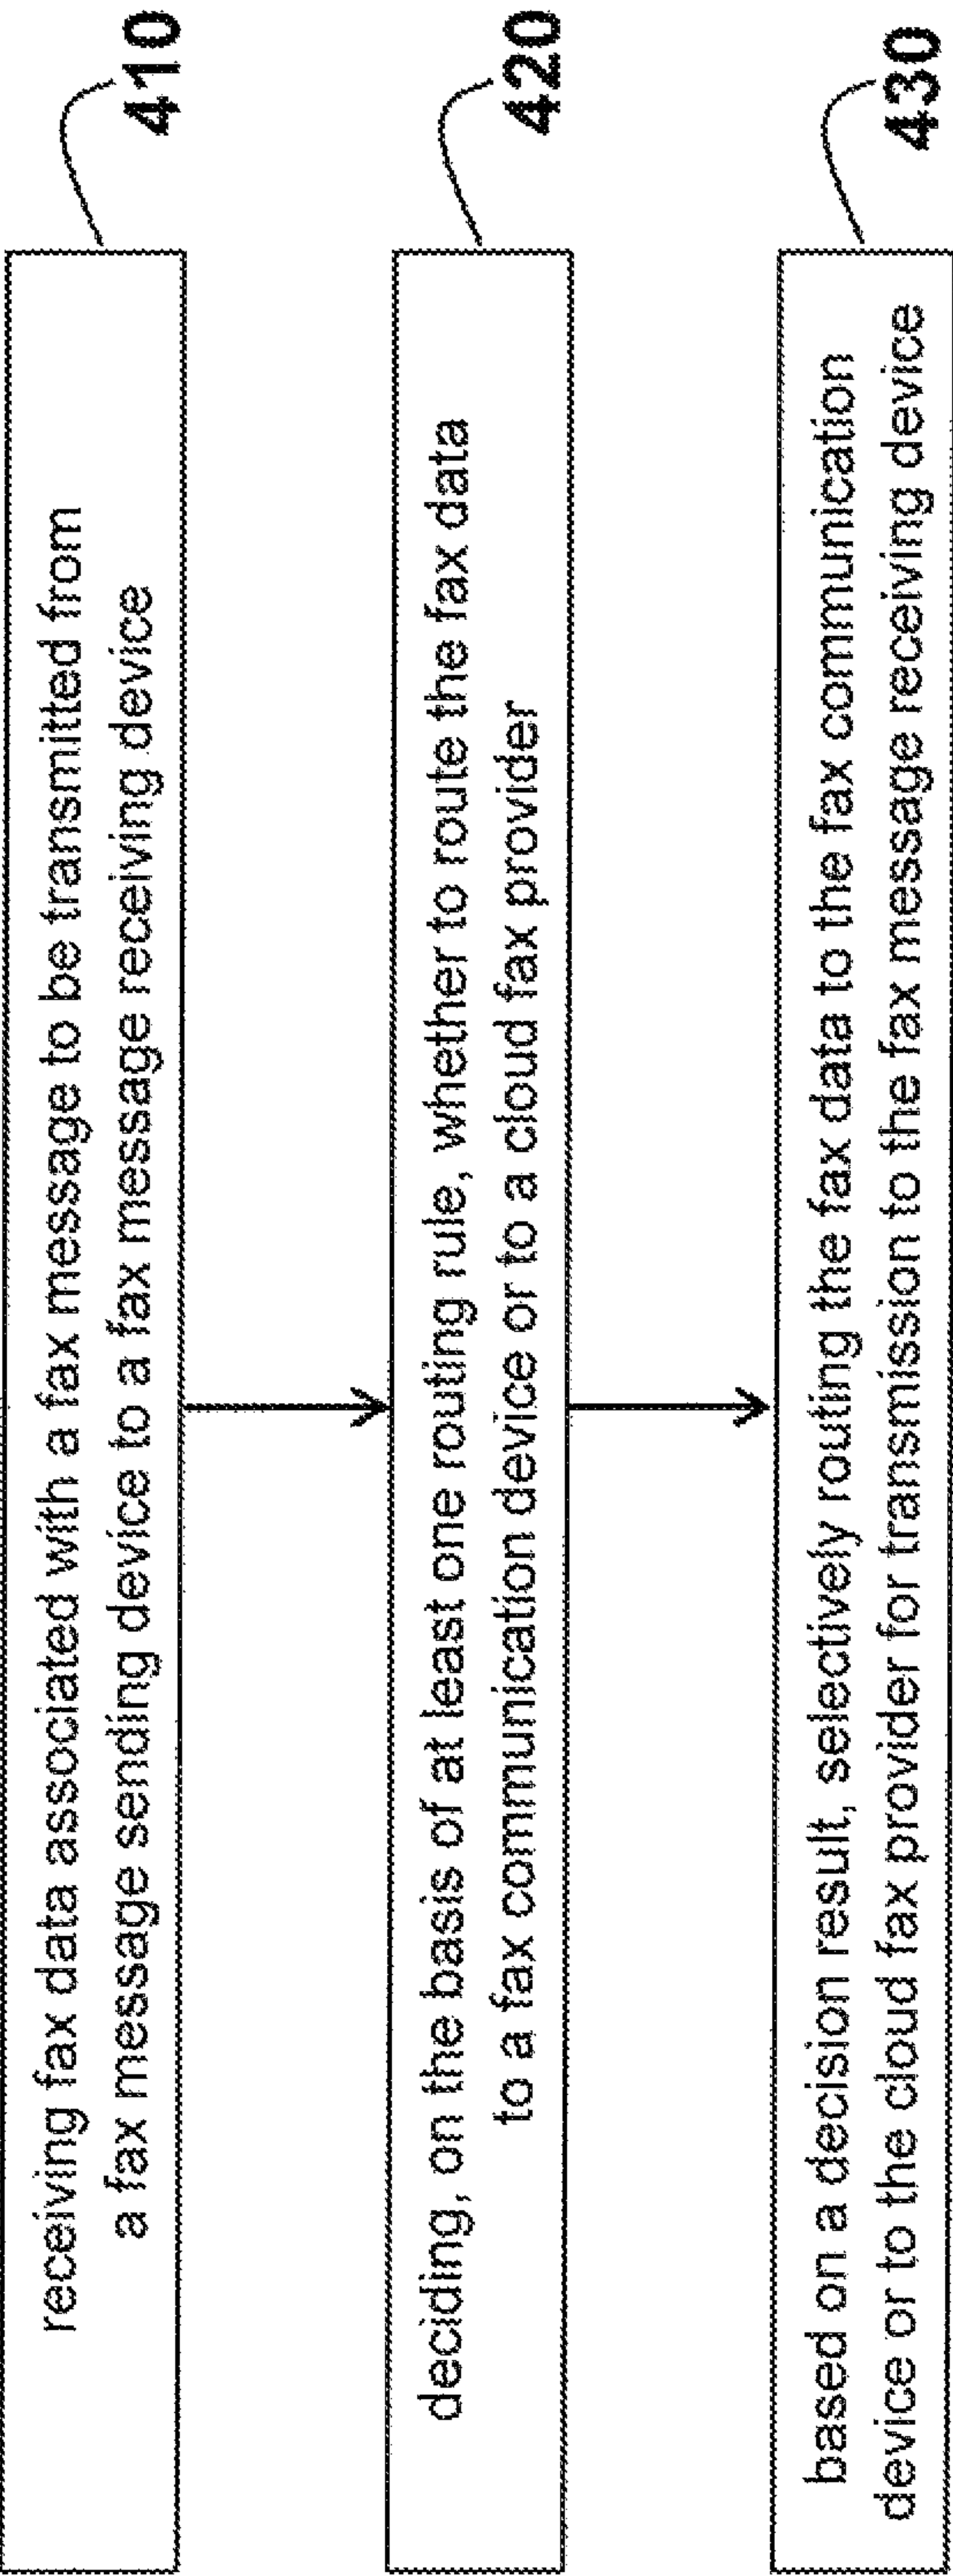 receiving fax data associated with a fax message to be transmitted from
a fax message sending device to a fax message receiving device
410
deciding, on the basis of at least one routing rule, whether to route the fax data
to a fax communication device or to a cloud fax provider
420
based on a decision result, selectively routing the fax data to the fax communication
device or to the cloud fax provider for transmission to the fax message receiving device
430